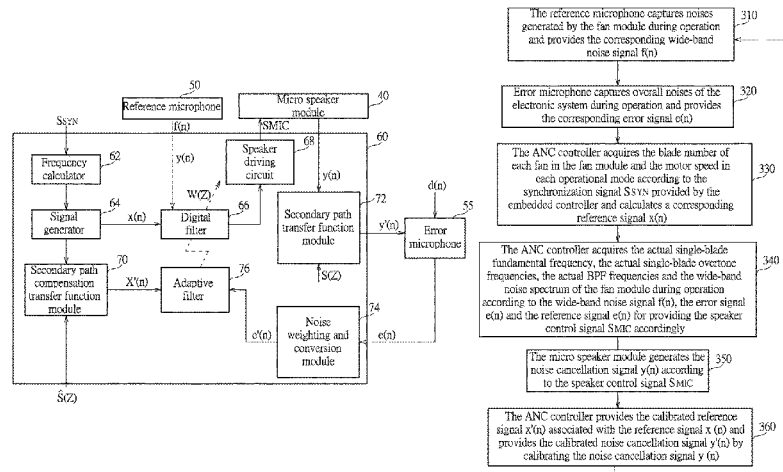 50
Reference microphone
f(n)
y(n)
SSYN
Frequency calculator
62
Signal generator
64
x(n)
Digital filter
66
W(Z)
Speaker driving circuit
68
SMIC
Micro speaker module
40
60
y(n)
Secondary path transfer function module
72
S(Z)
y'(n)
d(n)
55
Error microphone
Secondary path compensation transfer function module
70
X'(n)
Adaptive filter
76
e'(n)
Noise weighting and conversion module
74
e(n)
Ŝ(Z)
The reference microphone captures noises
generated by the fan module during operation
and provides the corresponding wide-band
noise signal f(n)
310
Error microphone captures overall noises of the
electronic system during operation and provides
the corresponding error signal e(n)
320
The ANC controller acquires the blade number of
each fan in the fan module and the motor speed in
each operational mode according to the
synchronization signal SSYN provided by the
embedded controller and calculates a corresponding
reference signal x(n)
330
The ANC controller acquires the actual single-blade
fundamental frequency, the actual single-blade overtone
frequencies, the actual BPF frequencies and the wide-band
noise spectrum of the fan module during operation
according to the wide-band noise signal f(n), the error signal
e(n) and the reference signal e(n) for providing the speaker
control signal SMIC accordingly
340
The micro speaker module generates the
noise cancellation signal y(n) according
to the speaker control signal SMIC
350
The ANC controller provides the calibrated reference
signal x'(n) associated with the reference signal x (n) and
provides the calibrated noise cancellation signal y'(n) by
calibrating the noise cancellation signal y (n)
360